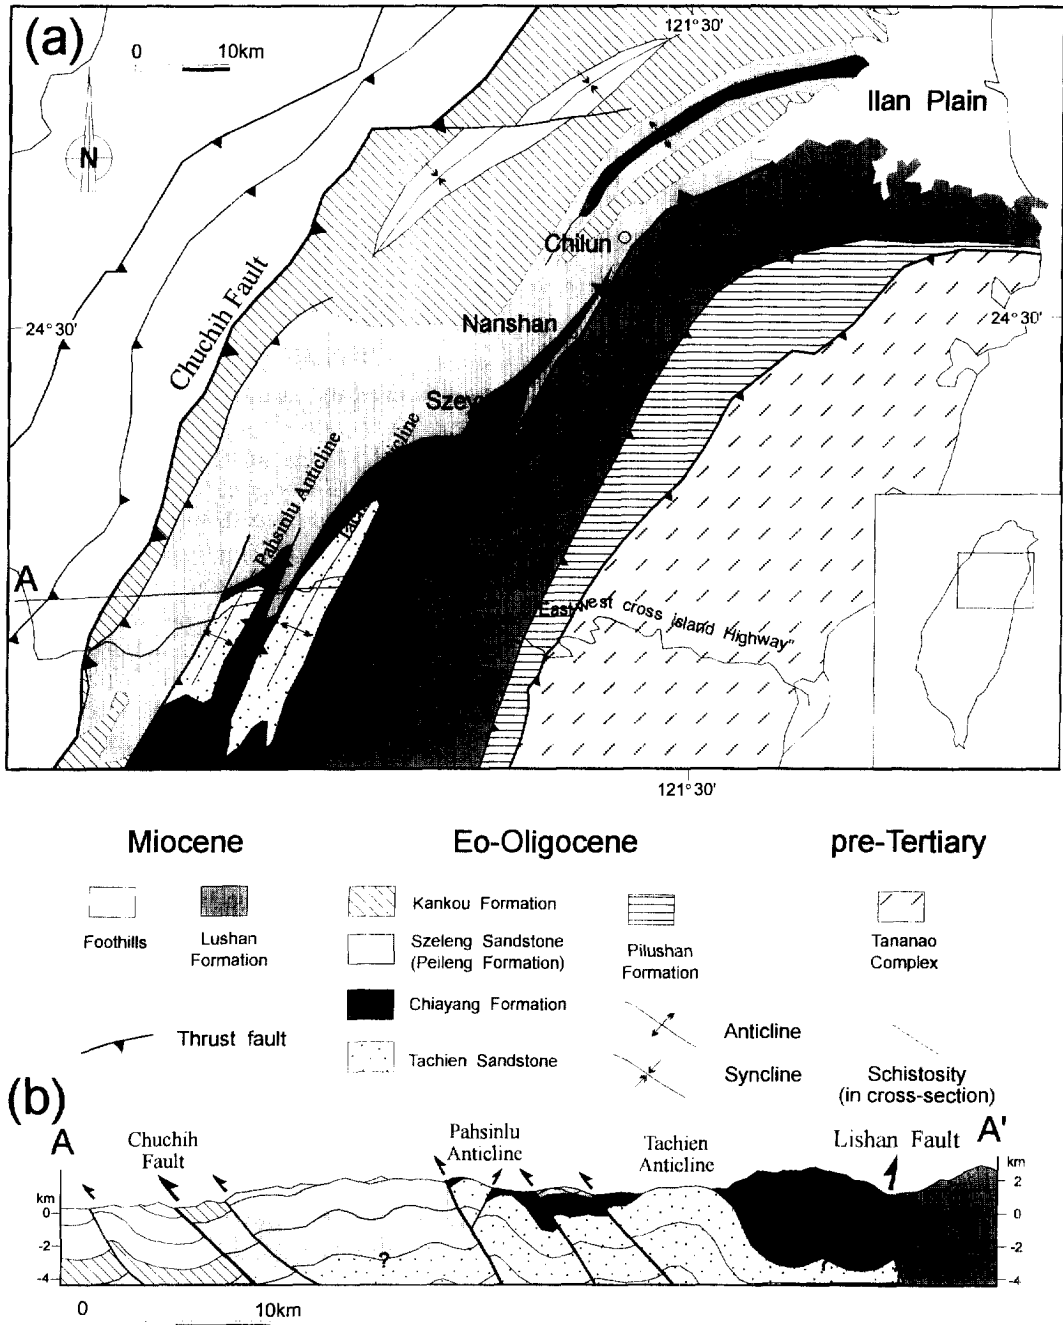 (a)
0 10km
121°30'
N
Ilan Plain
Chilun
Chuchih Fault
24°30'
Nanshan
24°30'
Pahsinlu Anticline
A
"East-west cross island Highway"
121°30'
Miocene
Eo-Oligocene
pre-Tertiary
Foothills
Lushan
Formation
Kankou Formation
Szeleng Sandstone
(Peileng Formation)
Chiayang Formation
Tachien Sandstone
Pilushan
Formation
Tananao
Complex
Thrust fault
Anticline
Syncline
Schistosity
(in cross-section)
(b)
A
Chuchih
Fault
Pahsinlu
Anticline
Tachien
Anticline
Lishan Fault
A'
km
0
-2
-4
?
km
2
0
-2
-4
0 10km